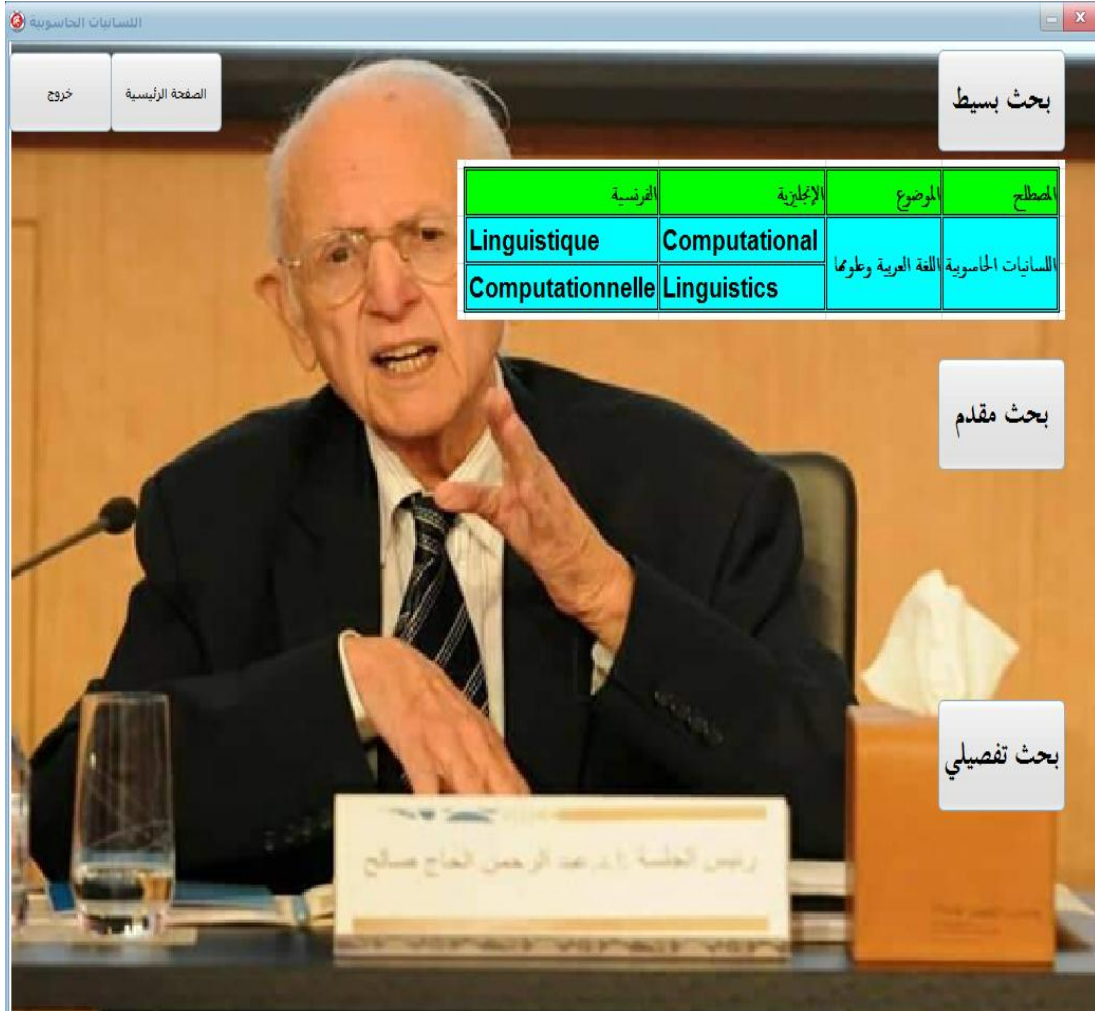 اللسانيات الحاسوبية
خروج
الصفحة الرئيسية
بحث بسيط
المصطلح الموضوع الإنجليزية الفرنسية
اللسانيات الحاسوبية اللغة العربية وعلومها Computational Linguistique
Linguistics Computationnelle
بحث مقدم
بحث تفصيلي
رئيس الجلسة :أ.د.عبد الرحمن الحاج صالح